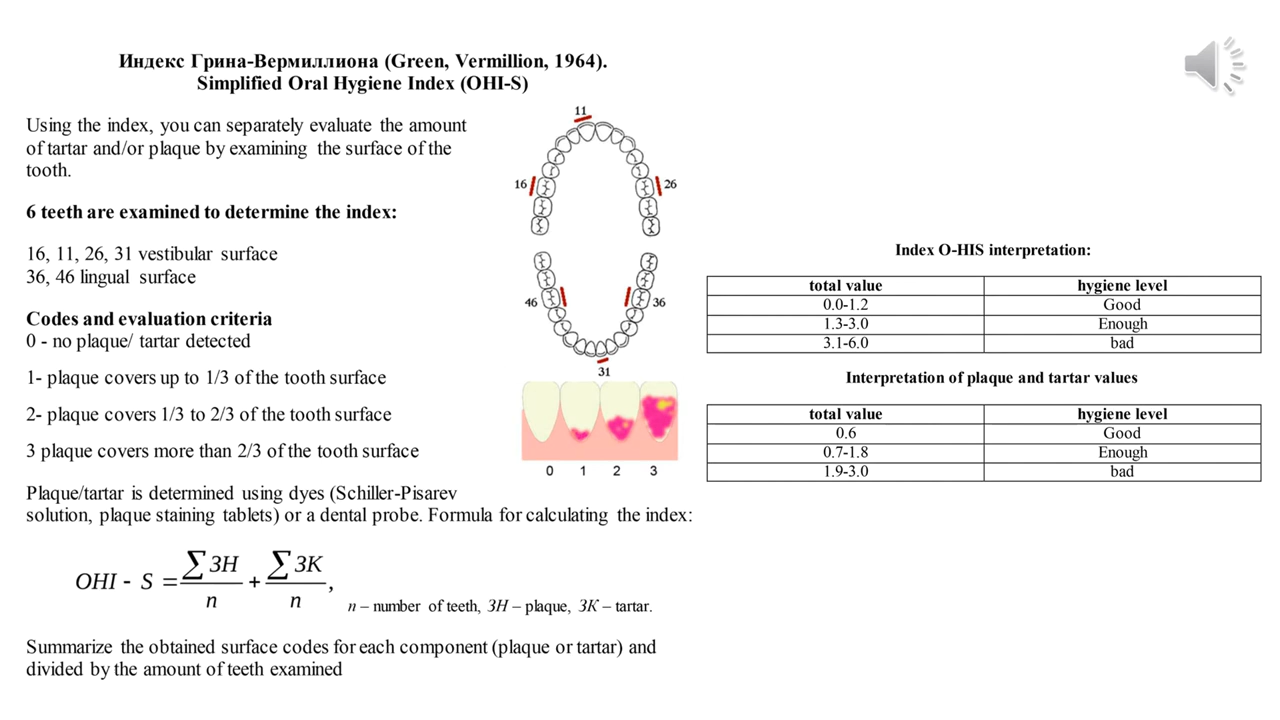 Индекс Грина-Вермиллиона (Green, Vermillion, 1964).
Simplified Oral Hygiene Index (OHI-S)
Using the index, you can separately evaluate the amount
of tartar and/or plaque by examining the surface of the
tooth.
6 teeth are examined to determine the index:
16, 11, 26, 31 vestibular surface
36, 46 lingual surface
Codes and evaluation criteria
0 - no plaque/ tartar detected
1- plaque covers up to 1/3 of the tooth surface
2- plaque covers 1/3 to 2/3 of the tooth surface
3 plaque covers more than 2/3 of the tooth surface
Plaque/tartar is determined using dyes (Schiller-Pisarev
solution, plaque staining tablets) or a dental probe. Formula for calculating the index:
OHI - S = ∑ЗН/n + ∑ЗК/n,
n – number of teeth, ЗН – plaque, ЗК – tartar.
Summarize the obtained surface codes for each component (plaque or tartar) and
divided by the amount of teeth examined
11
16 26
46 36
31
0 1 2 3
Index O-HIS interpretation:
total value hygiene level
0.0-1.2 Good
1.3-3.0 Enough
3.1-6.0 bad
Interpretation of plaque and tartar values
total value hygiene level
0.6 Good
0.7-1.8 Enough
1.9-3.0 bad